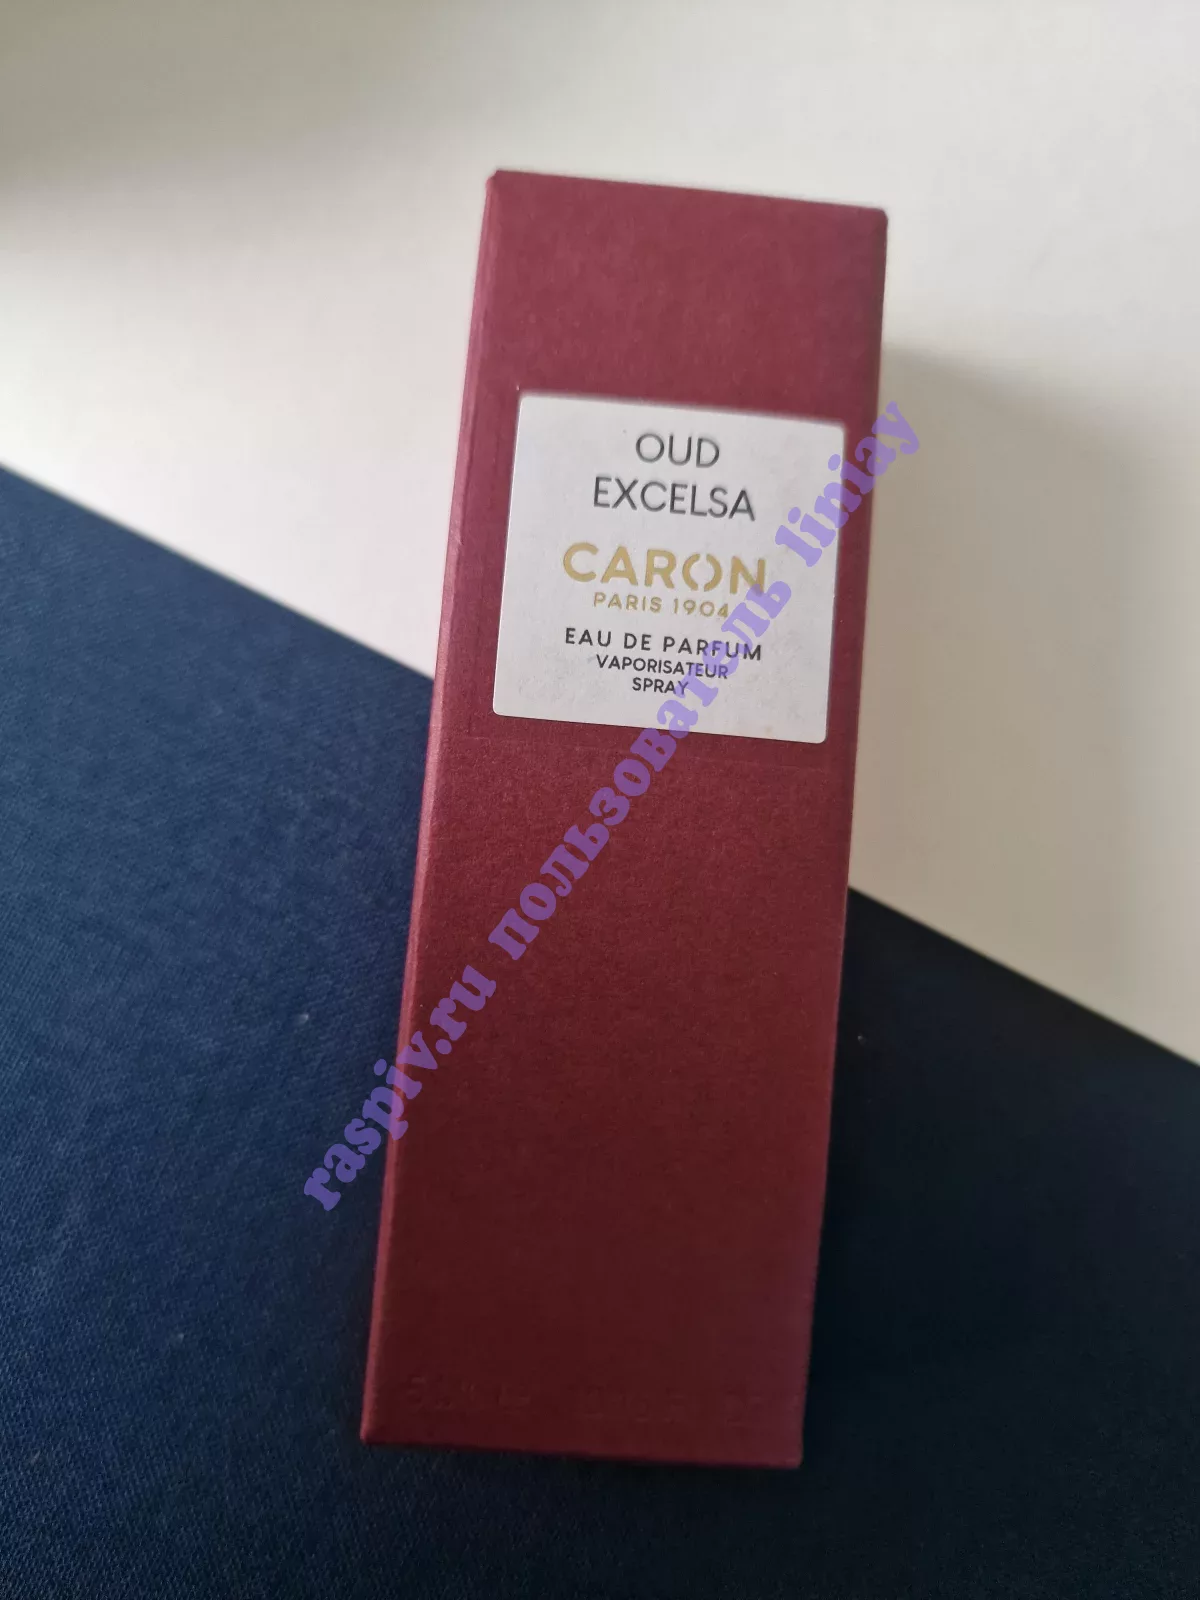 OUD
EXCELSA
CARON
PARIS 1904
EAU DE PARFUM
VAPORISATEUR
SPRAY
raspiv.ru пользователь liniay